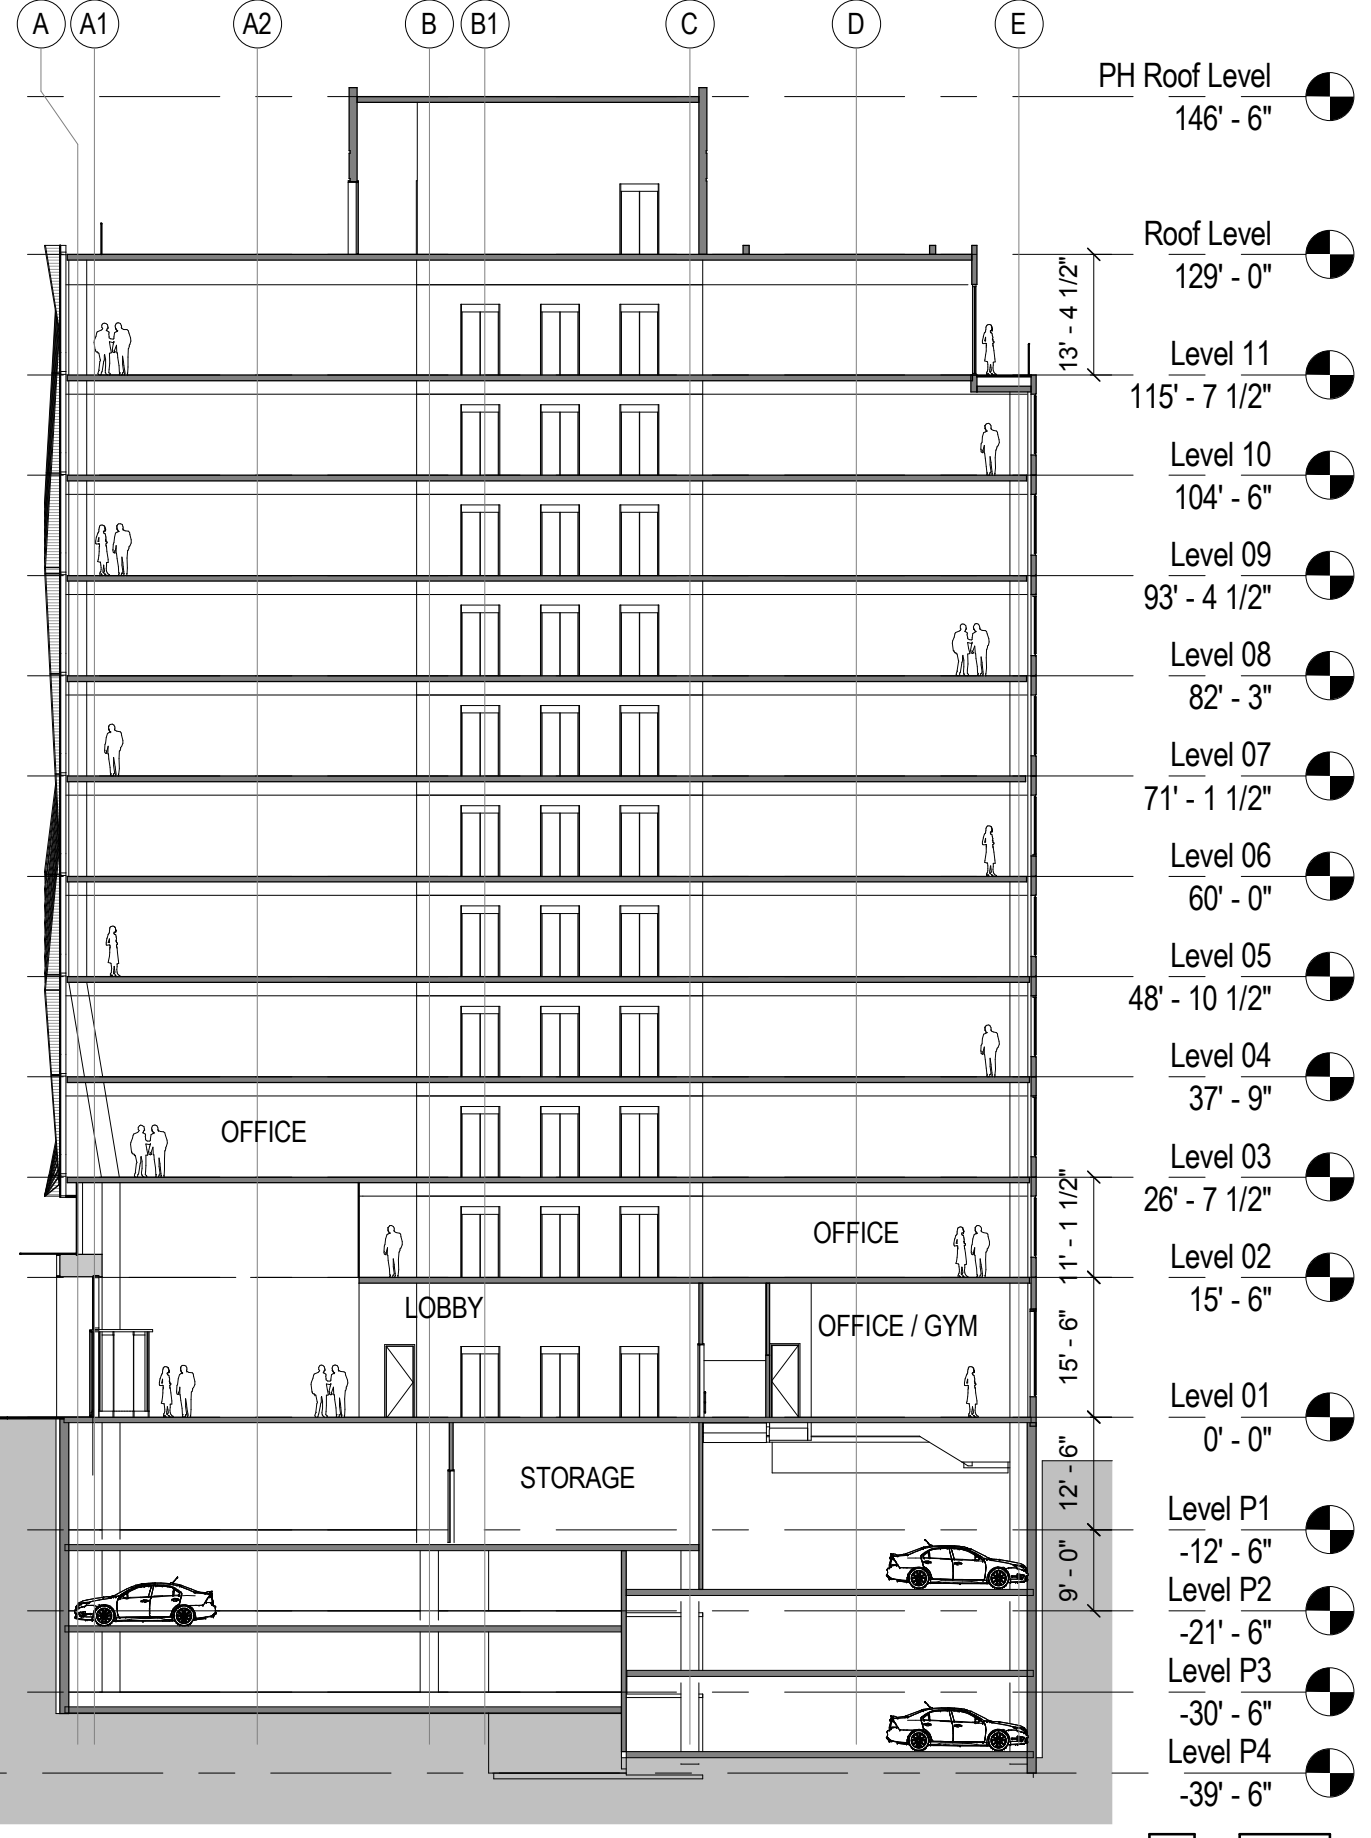 A A1 A2 B B1 C D E
PH Roof Level
146' - 6"
Roof Level
129' - 0"
13' - 4 1/2"
Level 11
115' - 7 1/2"
Level 10
104' - 6"
Level 09
93' - 4 1/2"
Level 08
82' - 3"
Level 07
71' - 1 1/2"
Level 06
60' - 0"
Level 05
48' - 10 1/2"
Level 04
37' - 9"
OFFICE
Level 03
26' - 7 1/2"
11' - 1 1/2"
OFFICE
Level 02
15' - 6"
LOBBY
OFFICE / GYM
15' - 6"
Level 01
0' - 0"
STORAGE
12' - 6"
Level P1
-12' - 6"
9' - 0"
Level P2
-21' - 6"
Level P3
-30' - 6"
Level P4
-39' - 6"